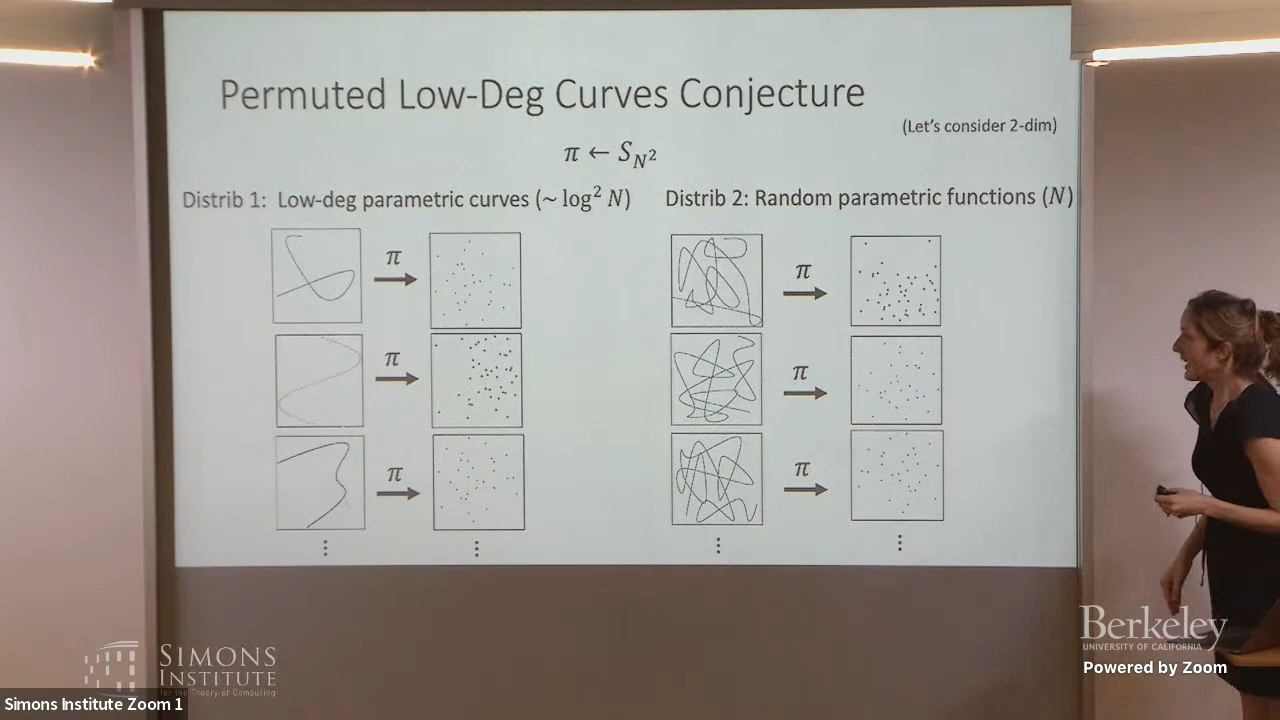 Permuted Low-Deg Curves Conjecture
(Let's consider 2-dim)
π ← S_{N²}
Distrib 1: Low-deg parametric curves (~ log² N)
Distrib 2: Random parametric functions (N)
π
π
π
π
π
π
SIMONS
INSTITUTE
for the Theory of Computing
Simons Institute Zoom 1
Berkeley
UNIVERSITY OF CALIFORNIA
Powered by Zoom